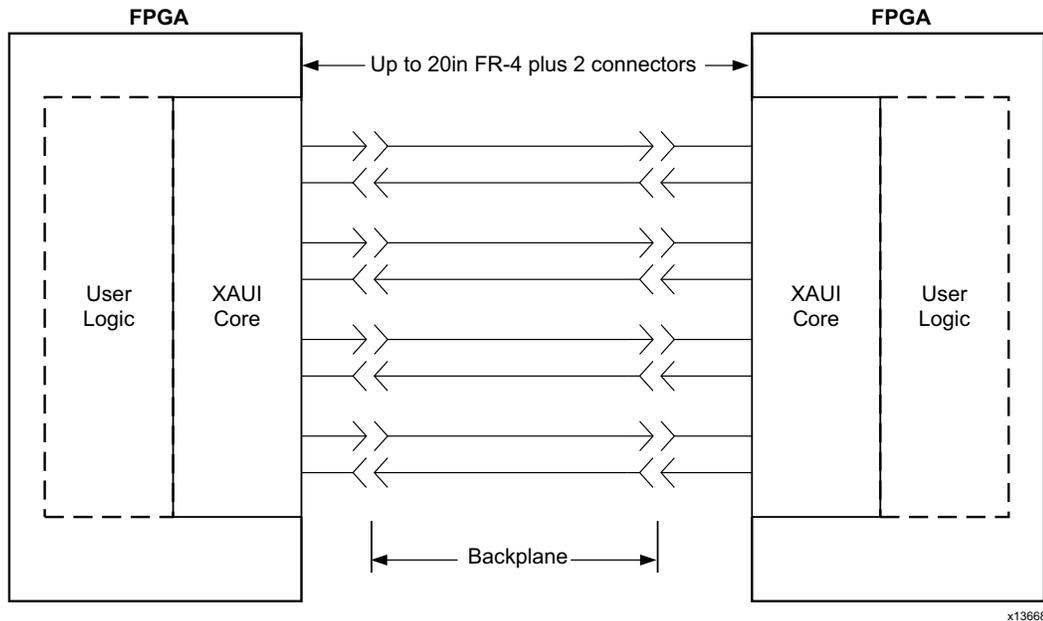 FPGA
FPGA
Up to 20in FR-4 plus 2 connectors
User
Logic
XAUI
Core
XAUI
Core
User
Logic
Backplane
x13668